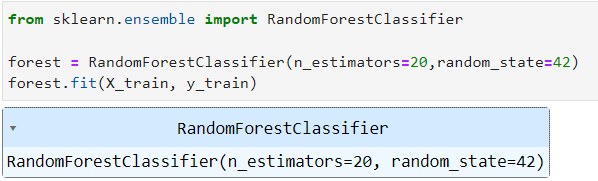 from sklearn.ensemble import RandomForestClassifier
forest = RandomForestClassifier(n_estimators=20,random_state=42)
forest.fit(X_train, y_train)
RandomForestClassifier
RandomForestClassifier(n_estimators=20, random_state=42)